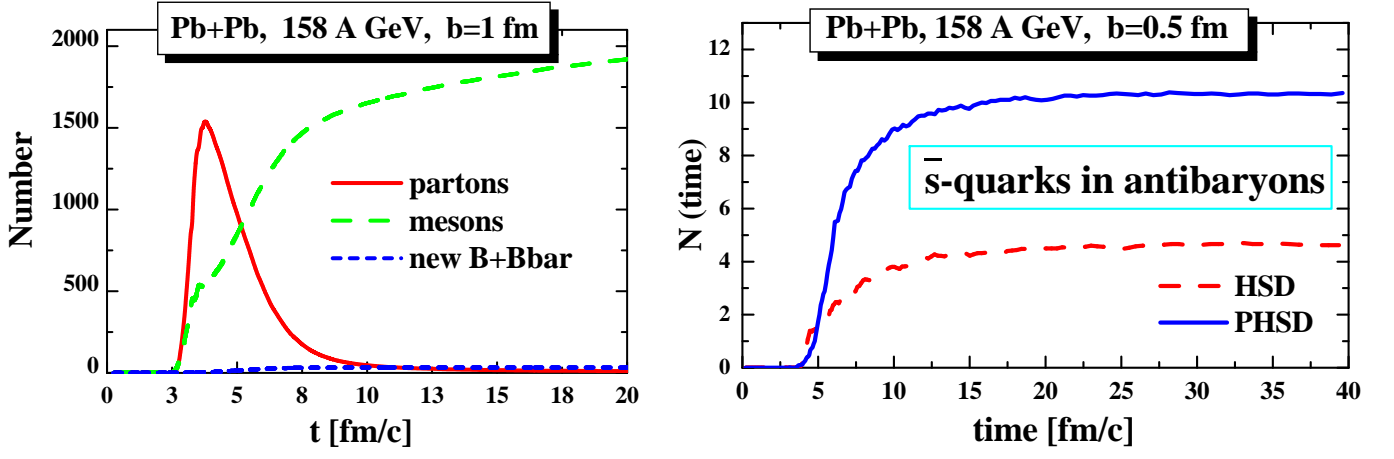 Pb+Pb, 158 A GeV, b=1 fm
2000
1500
1000
500
0
Number
partons
mesons
new B+Bbar
0 3 5 8 10 13 15 18 20
t [fm/c]
Pb+Pb, 158 A GeV, b=0.5 fm
12
10
8
6
4
2
0
N (time)
s̅-quarks in antibaryons
HSD
PHSD
0 5 10 15 20 25 30 35 40
time [fm/c]